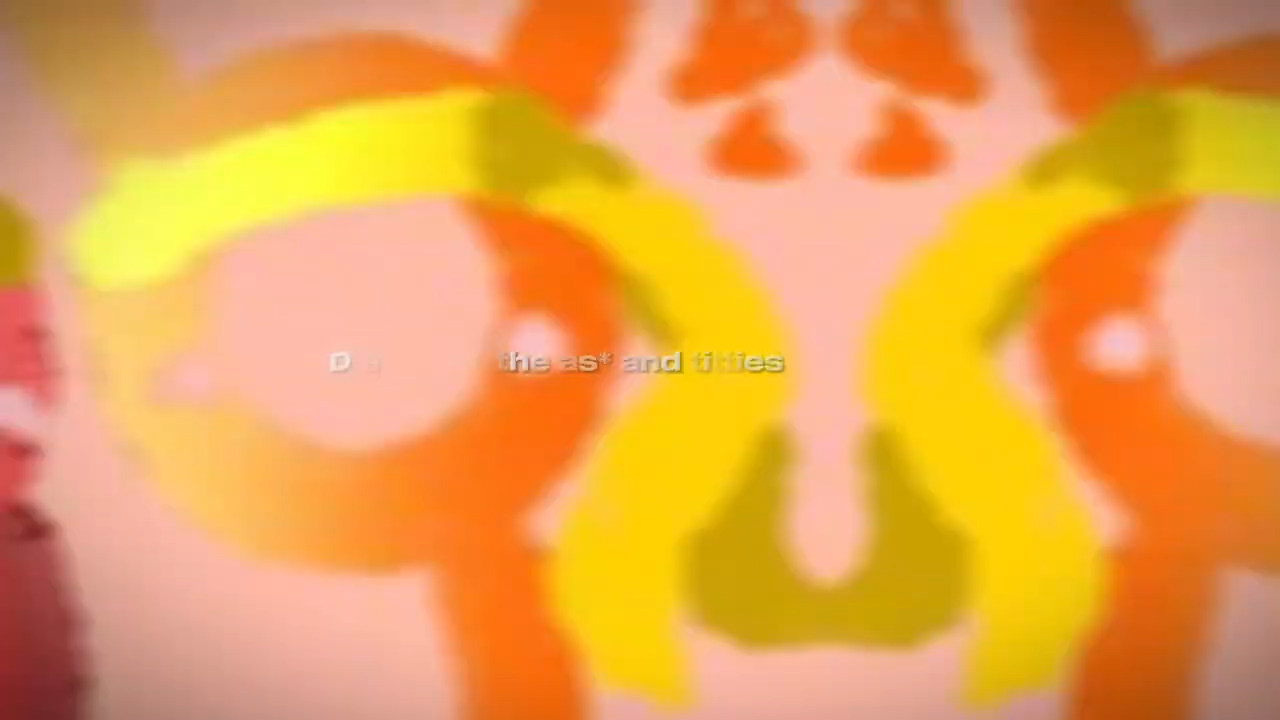 the as* and titties